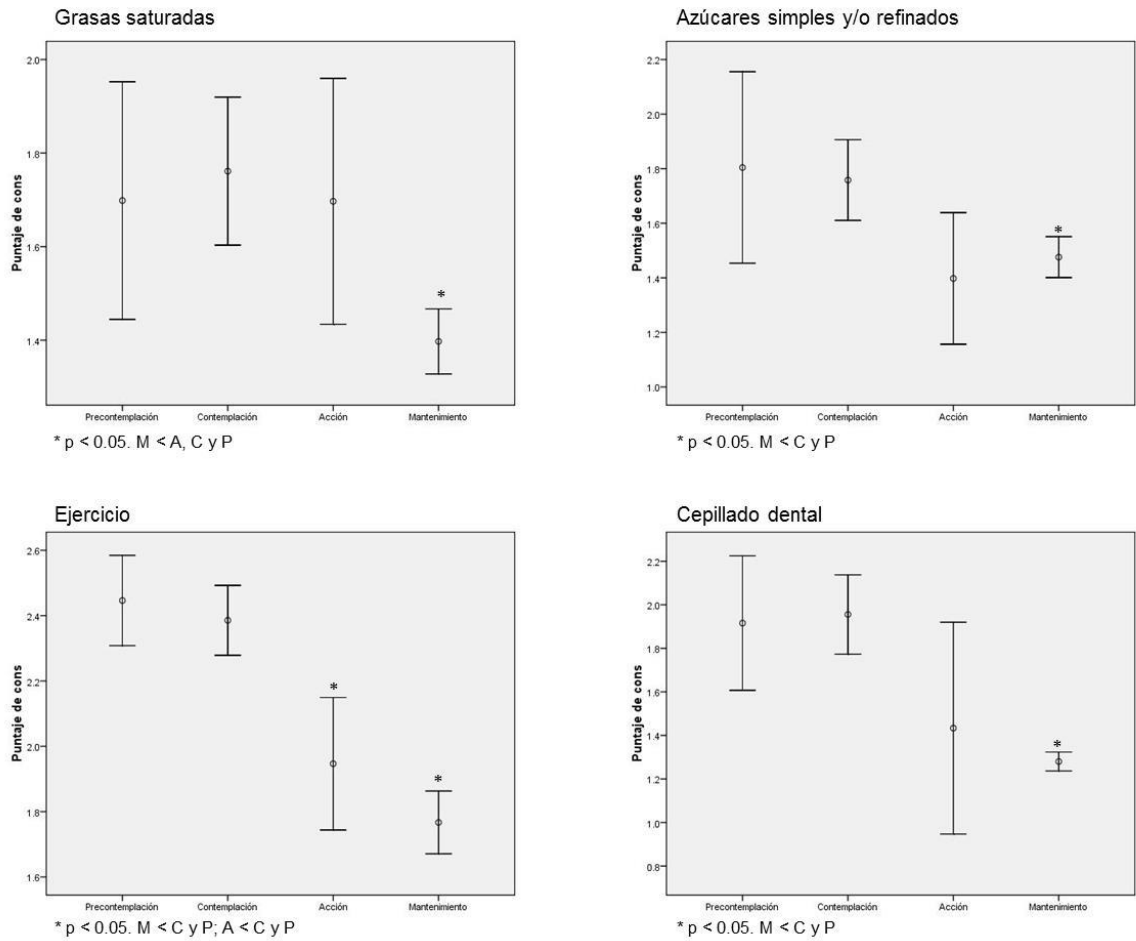 Grasas saturadas
Puntaje de cons
2.0
1.8
1.6
1.4
Precontemplación Contemplación Acción Mantenimiento
*
* p < 0.05. M < A, C y P
Azúcares simples y/o refinados
Puntaje de cons
2.2
2.0
1.8
1.6
1.4
1.2
1.0
Precontemplación Contemplación Acción Mantenimiento
*
* p < 0.05. M < C y P
Ejercicio
Puntaje de cons
2.6
2.4
2.2
2.0
1.8
1.6
Precontemplación Contemplación Acción Mantenimiento
*
*
* p < 0.05. M < C y P; A < C y P
Cepillado dental
Puntaje de cons
2.2
2.0
1.8
1.6
1.4
1.2
1.0
0.8
Precontemplación Contemplación Acción Mantenimiento
*
* p < 0.05. M < C y P